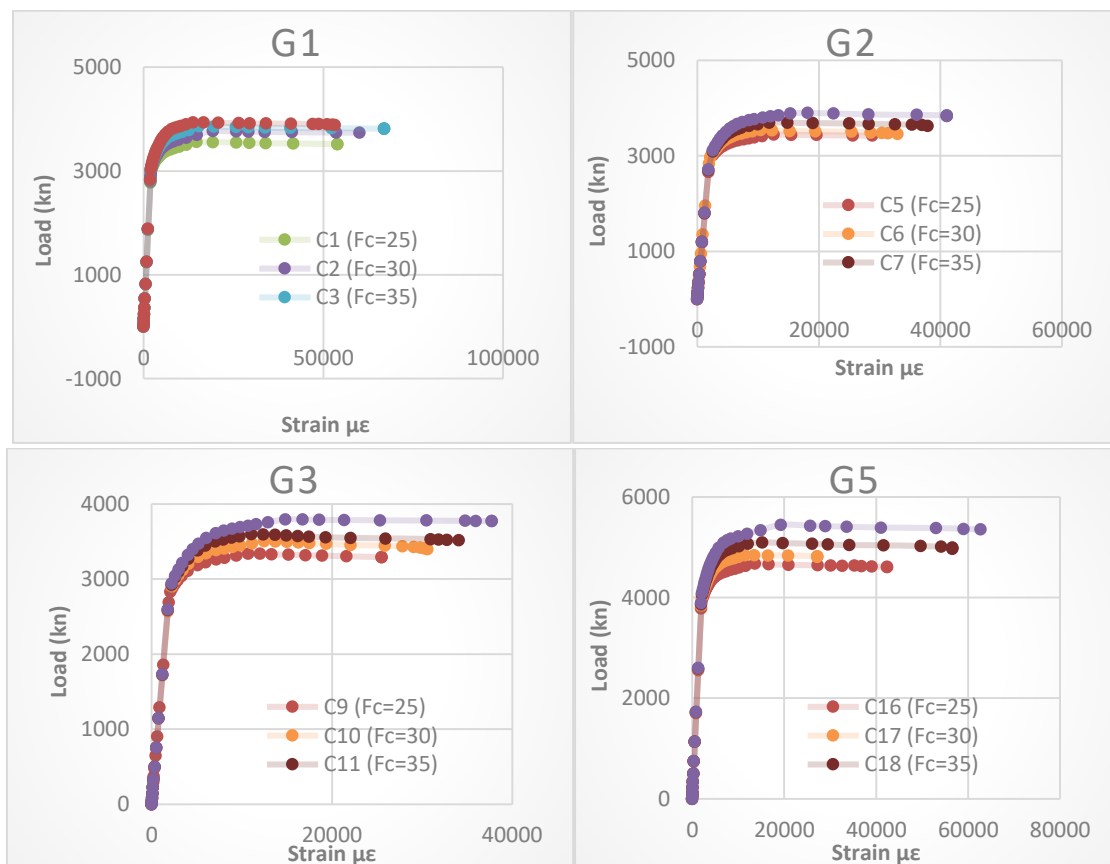 G1
5000
3000
1000
-1000
0
50000
100000
Load (kn)
Strain µε
C1 (Fc=25)
C2 (Fc=30)
C3 (Fc=35)
G2
5000
3000
1000
-1000
0
20000
40000
60000
Load (kn)
Strain µε
C5 (Fc=25)
C6 (Fc=30)
C7 (Fc=35)
G3
4000
3000
2000
1000
0
0
20000
40000
Load (kn)
Strain µε
C9 (Fc=25)
C10 (Fc=30)
C11 (Fc=35)
G5
6000
4000
2000
0
0
20000
40000
60000
80000
Load (kn)
Strain µε
C16 (Fc=25)
C17 (Fc=30)
C18 (Fc=35)